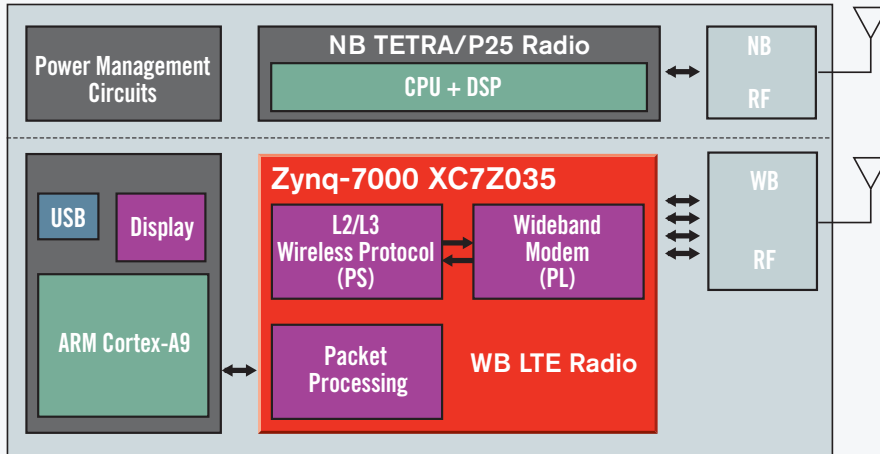 Power Management
Circuits
NB TETRA/P25 Radio
CPU + DSP
NB
RF
USB
Display
ARM Cortex-A9
Zynq-7000 XC7Z035
L2/L3
Wireless Protocol
(PS)
Wideband
Modem
(PL)
Packet
Processing
WB LTE Radio
WB
RF